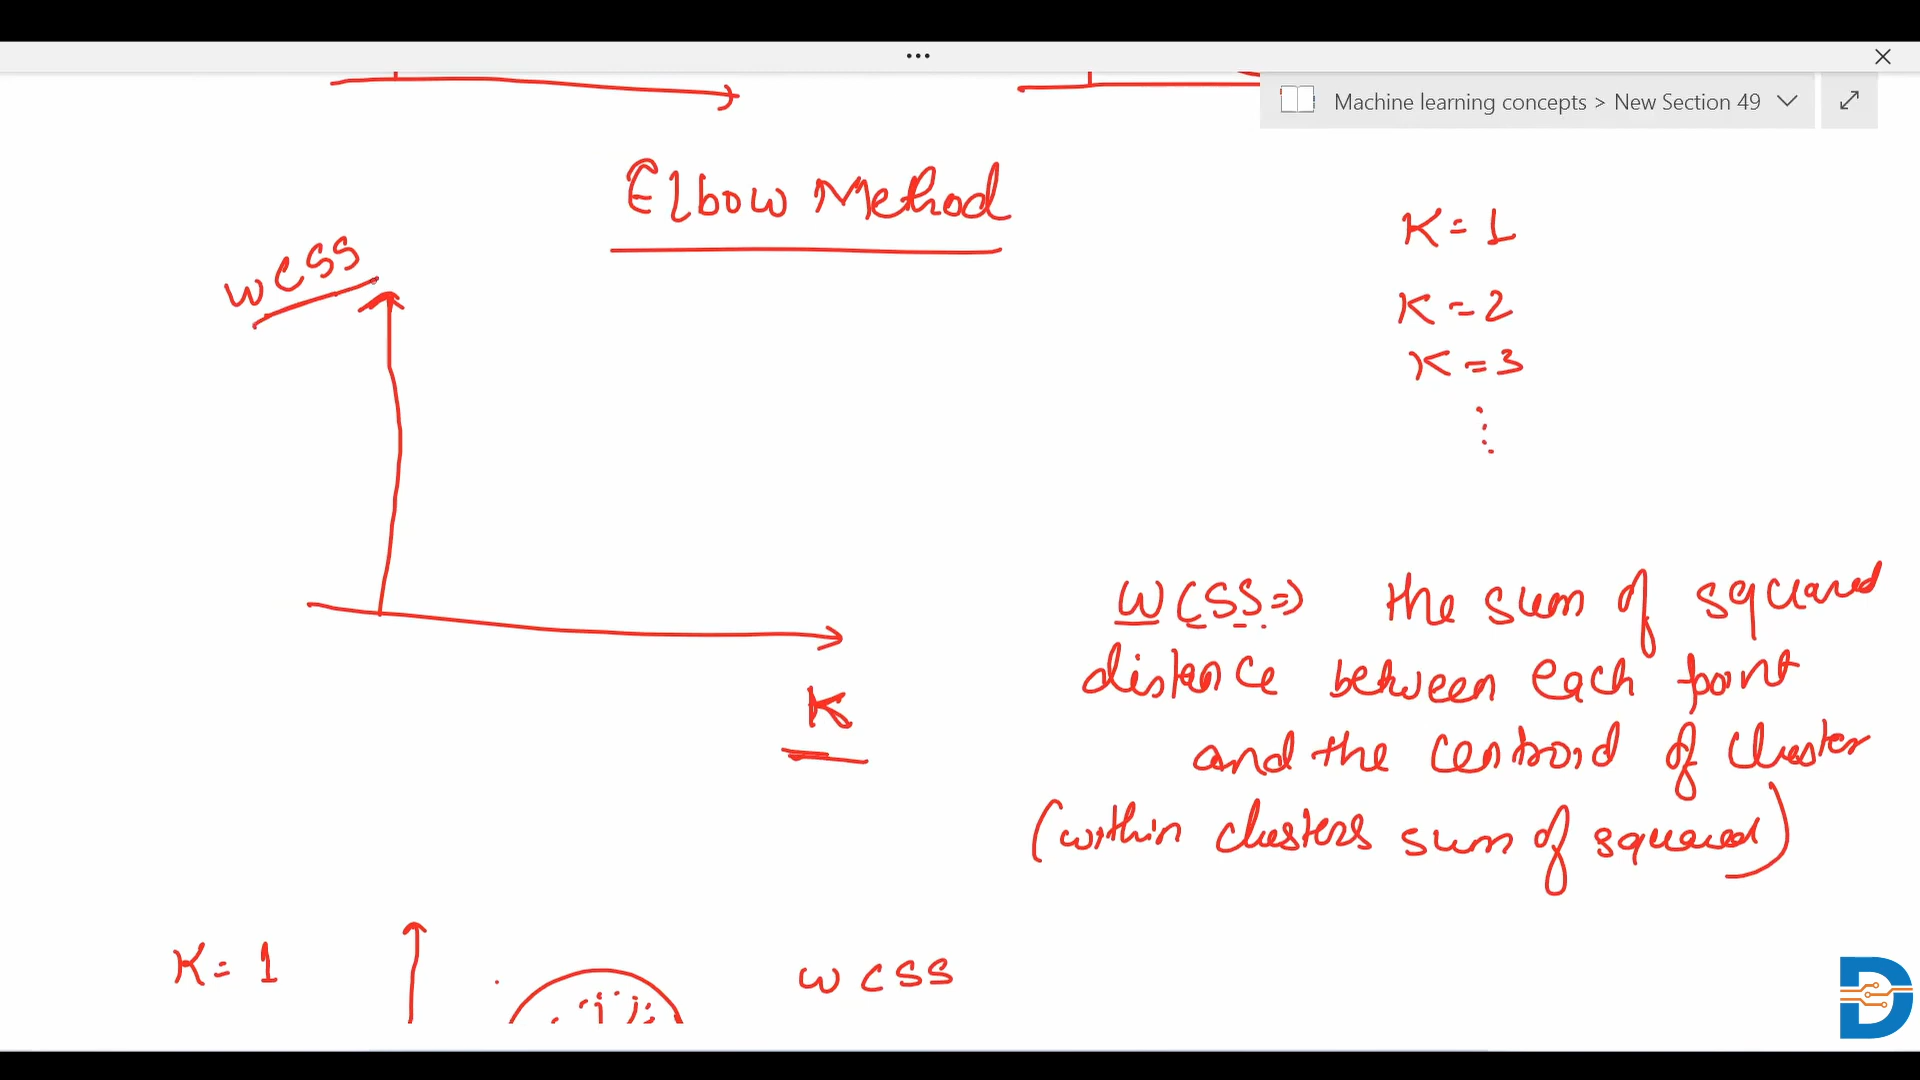 Machine learning concepts > New Section 49
Elbow Method
K = 1
WCSS
K = 2
K = 3
WCSS => the sum of squared
distance between each point
K
and the centroid of cluster
(within clusters sum of squared)
K = 1
WCSS